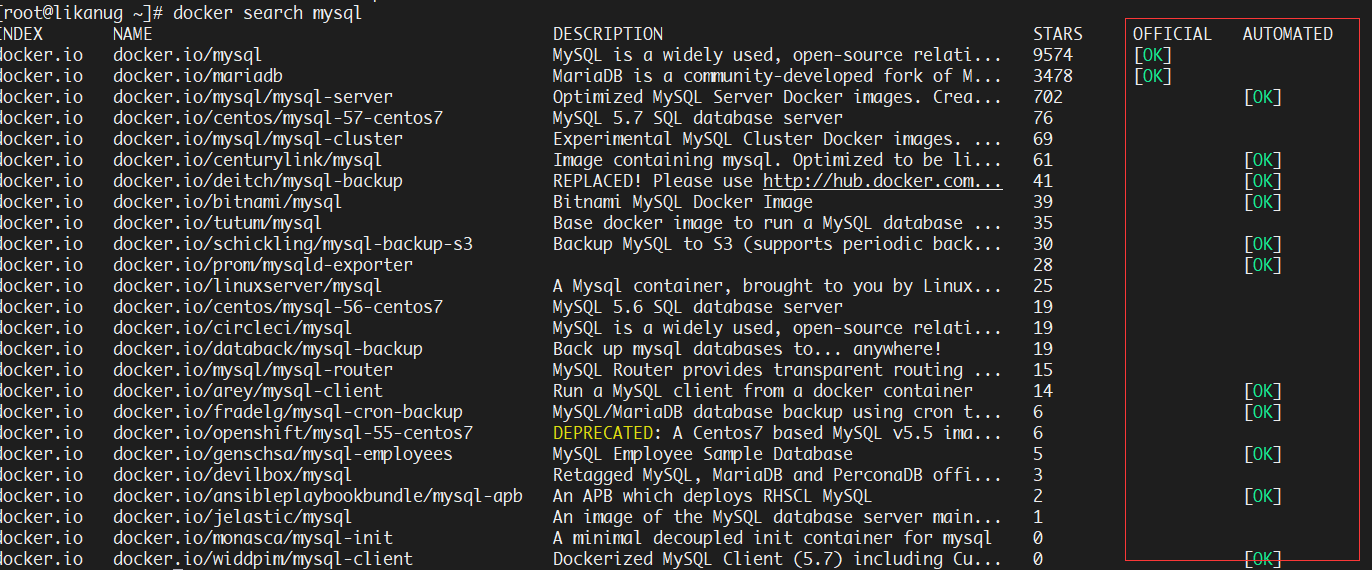 [root@likanug ~]# docker search mysql
INDEX NAME DESCRIPTION STARS OFFICIAL AUTOMATED
docker.io docker.io/mysql MySQL is a widely used, open-source relati... 9574 [OK]
docker.io docker.io/mariadb MariaDB is a community-developed fork of M... 3478 [OK]
docker.io docker.io/mysql/mysql-server Optimized MySQL Server Docker images. Crea... 702 [OK]
docker.io docker.io/centos/mysql-57-centos7 MySQL 5.7 SQL database server 76
docker.io docker.io/mysql/mysql-cluster Experimental MySQL Cluster Docker images. ... 69
docker.io docker.io/centurylink/mysql Image containing mysql. Optimized to be li... 61 [OK]
docker.io docker.io/deitch/mysql-backup REPLACED! Please use http://hub.docker.com... 41 [OK]
docker.io docker.io/bitnami/mysql Bitnami MySQL Docker Image 39 [OK]
docker.io docker.io/tutum/mysql Base docker image to run a MySQL database ... 35
docker.io docker.io/schickling/mysql-backup-s3 Backup MySQL to S3 (supports periodic back... 30 [OK]
docker.io docker.io/prom/mysqld-exporter 28 [OK]
docker.io docker.io/linuxserver/mysql A Mysql container, brought to you by Linux... 25
docker.io docker.io/centos/mysql-56-centos7 MySQL 5.6 SQL database server 19
docker.io docker.io/circleci/mysql MySQL is a widely used, open-source relati... 19
docker.io docker.io/databack/mysql-backup Back up mysql databases to... anywhere! 19
docker.io docker.io/mysql/mysql-router MySQL Router provides transparent routing ... 15
docker.io docker.io/arey/mysql-client Run a MySQL client from a docker container 14 [OK]
docker.io docker.io/fradelg/mysql-cron-backup MySQL/MariaDB database backup using cron t... 6 [OK]
docker.io docker.io/openshift/mysql-55-centos7 DEPRECATED: A Centos7 based MySQL v5.5 ima... 6
docker.io docker.io/genschsa/mysql-employees MySQL Employee Sample Database 5 [OK]
docker.io docker.io/devilbox/mysql Retagged MySQL, MariaDB and PerconaDB offi... 3
docker.io docker.io/ansibleplaybookbundle/mysql-apb An APB which deploys RHSCL MySQL 2 [OK]
docker.io docker.io/jelastic/mysql An image of the MySQL database server main... 1
docker.io docker.io/monasca/mysql-init A minimal decoupled init container for mysql 0
docker.io docker.io/widdpim/mysql-client Dockerized MySQL Client (5.7) including Cu... 0 [OK]